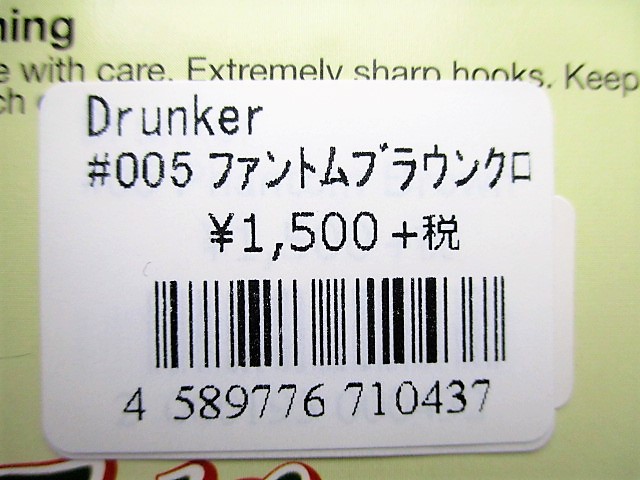 ning
e with care. Extremely sharp hooks. Keep
ch
Drunker
#005 ファントムブラウンクロ
¥1,500 +税
4 589776 710437